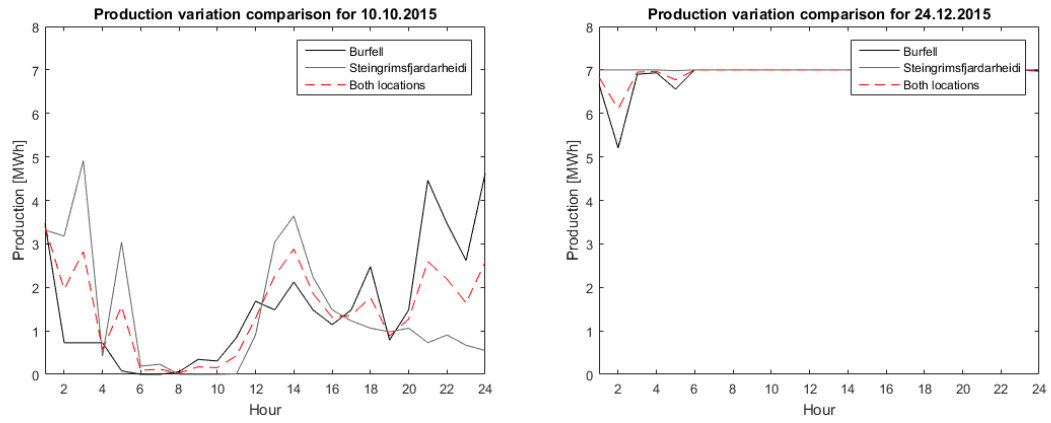 Production variation comparison for 10.10.2015
8
7
6
5
4
3
2
1
0
Production [MWh]
Burfell
Steingrimsfjardarheidi
Both locations
2 4 6 8 10 12 14 16 18 20 22 24
Hour
Production variation comparison for 24.12.2015
8
7
6
5
4
3
2
1
0
Production [MWh]
Burfell
Steingrimsfjardarheidi
Both locations
2 4 6 8 10 12 14 16 18 20 22 24
Hour